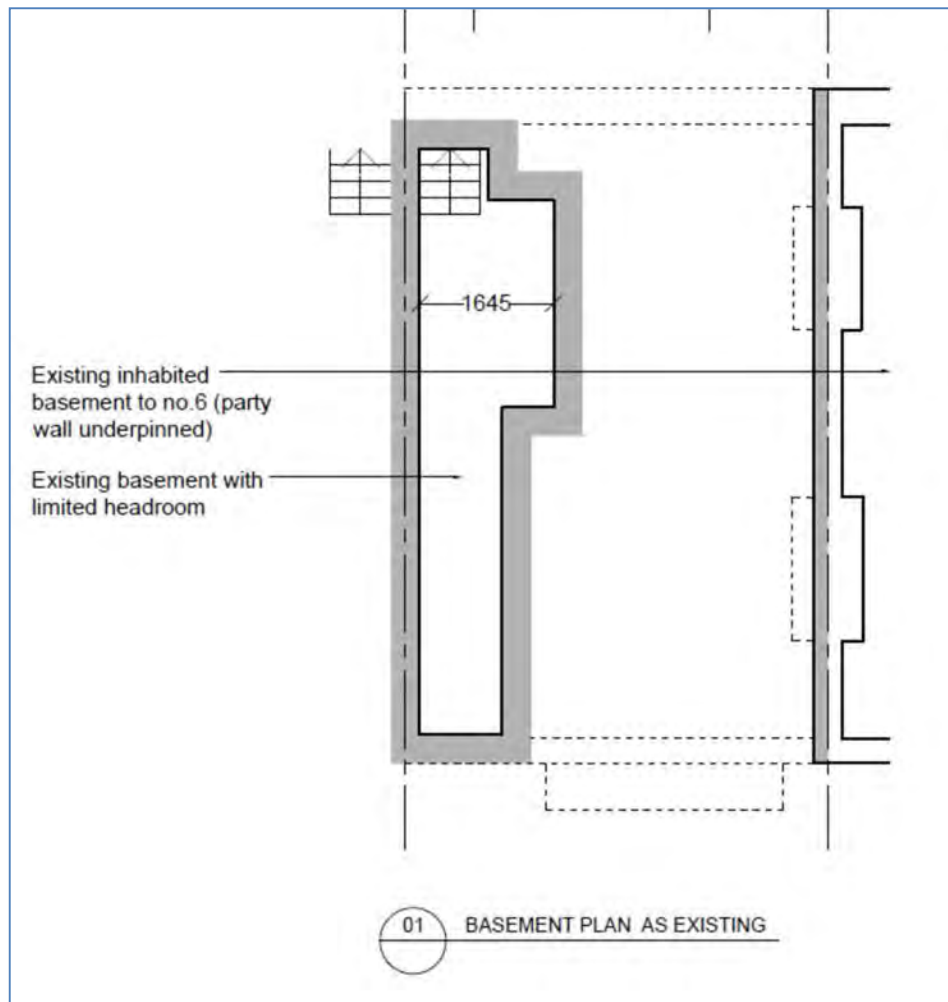 1645
Existing inhabited
basement to no.6 (party
wall underpinned)
Existing basement with
limited headroom
01 BASEMENT PLAN AS EXISTING